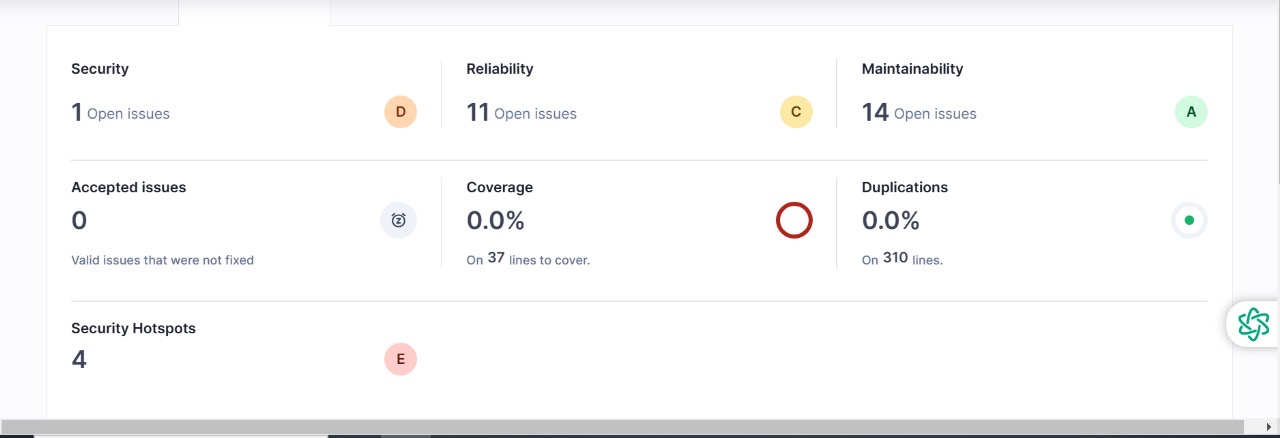 Security
1 Open issues
D
Reliability
11 Open issues
C
Maintainability
14 Open issues
A
Accepted issues
0
Valid issues that were not fixed
Coverage
0.0%
On 37 lines to cover.
Duplications
0.0%
On 310 lines.
Security Hotspots
4
E